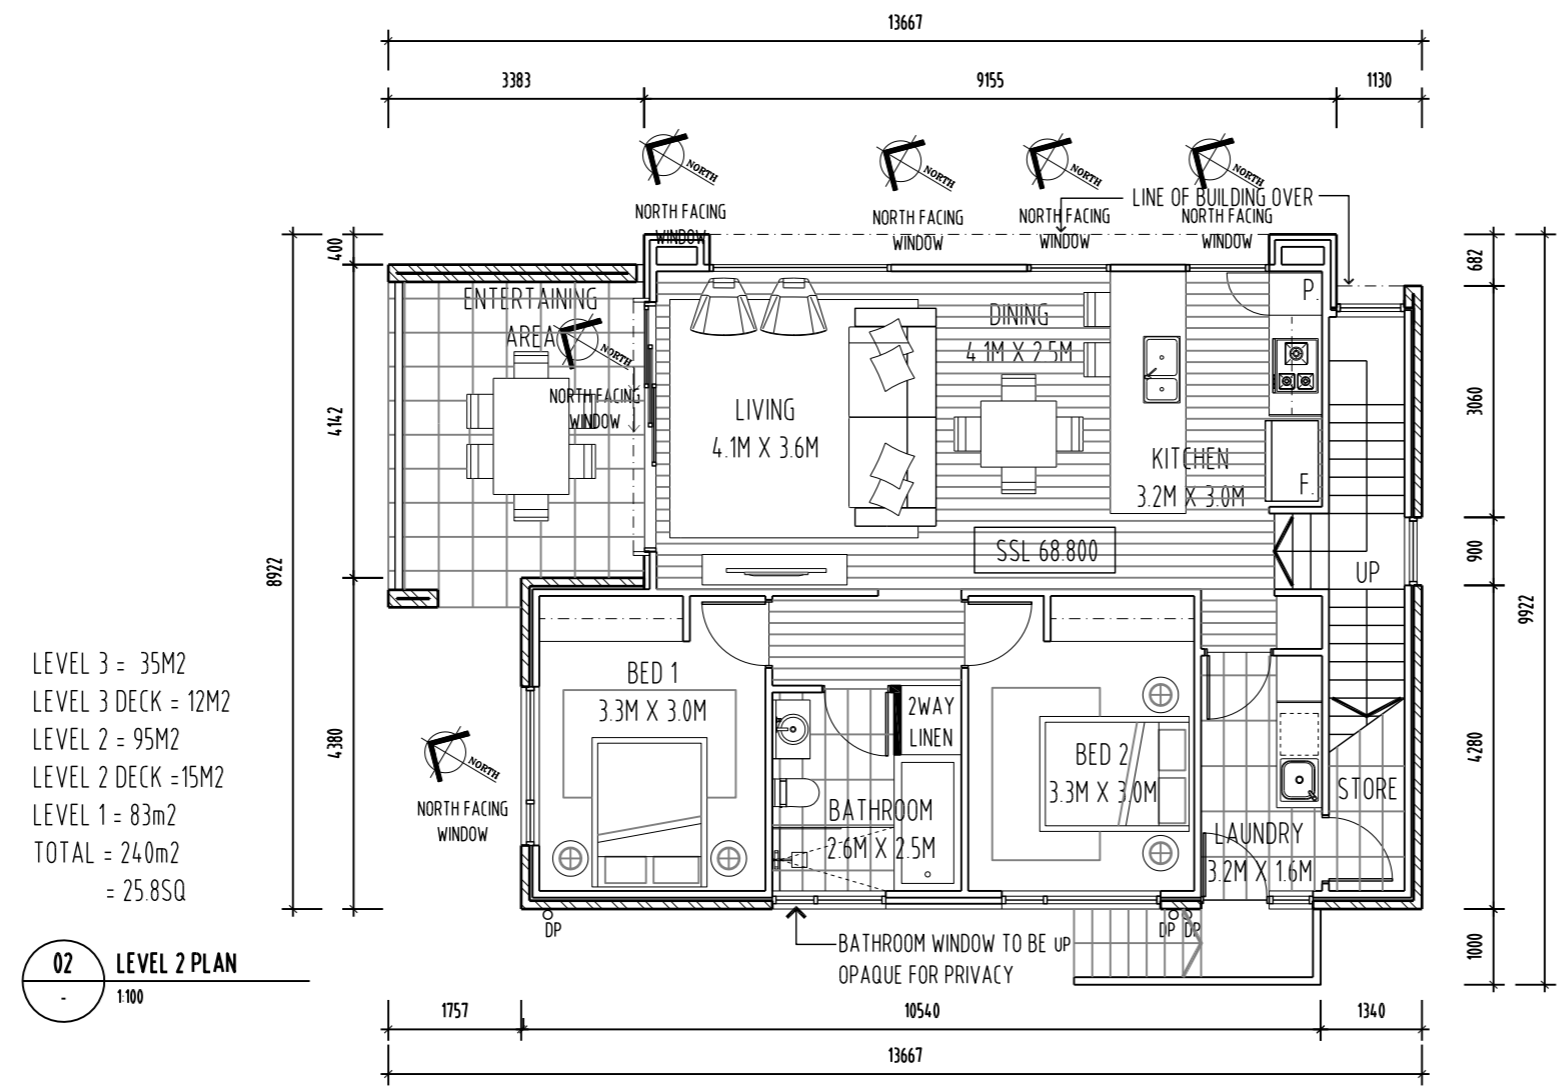 13667
3383
9155
1130
NORTH
NORTH
NORTH
NORTH
LINE OF BUILDING OVER
NORTH FACING
WINDOW
NORTH FACING
WINDOW
NORTH FACING
WINDOW
NORTH FACING
WINDOW
400
682
ENTERTAINING
AREA
NORTH
NORTH FACING
WINDOW
DINING
4.1M X 2.5M
P.
4142
3060
LIVING
4.1M X 3.6M
KITCHEN
3.2M X 3.0M
F.
SSL 68.800
900
UP
8922
9922
LEVEL 3 = 35M2
LEVEL 3 DECK = 12M2
LEVEL 2 = 95M2
LEVEL 2 DECK =15M2
LEVEL 1 = 83m2
TOTAL = 240m2
= 25.8SQ
4380
4280
BED 1
3.3M X 3.0M
2WAY
LINEN
BED 2
3.3M X 3.0M
NORTH
NORTH FACING
WINDOW
BATHROOM
2.6M X 2.5M
STORE
LAUNDRY
3.2M X 1.6M
DP
DP
DP
BATHROOM WINDOW TO BE
OPAQUE FOR PRIVACY
UP
1000
02
LEVEL 2 PLAN
-
1:100
1757
10540
1340
13667